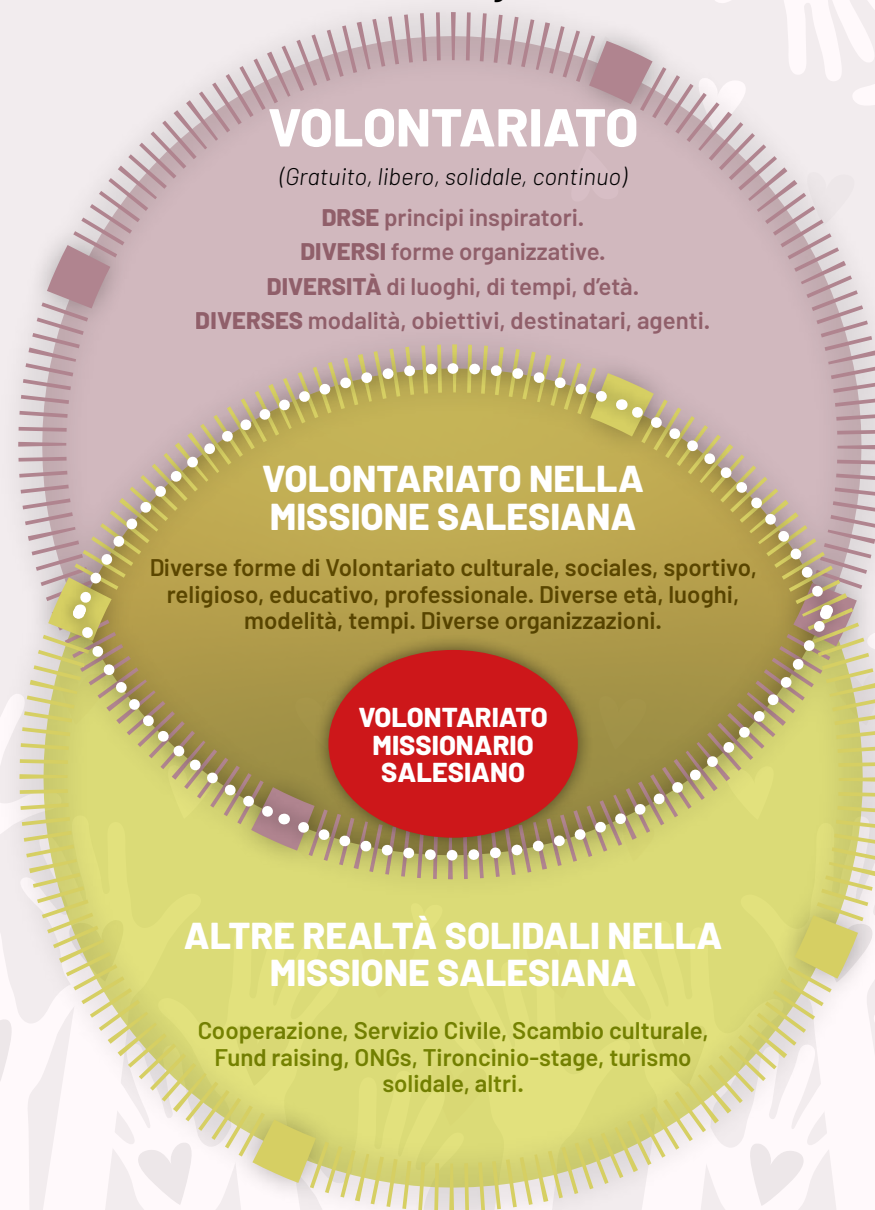 VOLONTARIATO
(Gratuito, libero, solidale, continuo)
DRSE principi inspiratori.
DIVERSI forme organizzative.
DIVERSITÀ di luoghi, di tempi, d'età.
DIVERSES modalità, obiettivi, destinatari, agenti.
VOLONTARIATO NELLA
MISSIONE SALESIANA
Diverse forme di Volontariato culturale, sociales, sportivo,
religioso, educativo, professionale. Diverse età, luoghi,
modelità, tempi. Diverse organizzazioni.
VOLONTARIATO
MISSIONARIO
SALESIANO
ALTRE REALTÀ SOLIDALI NELLA
MISSIONE SALESIANA
Cooperazione, Servizio Civile, Scambio culturale,
Fund raising, ONGs, Tironcinio-stage, turismo
solidale, altri.